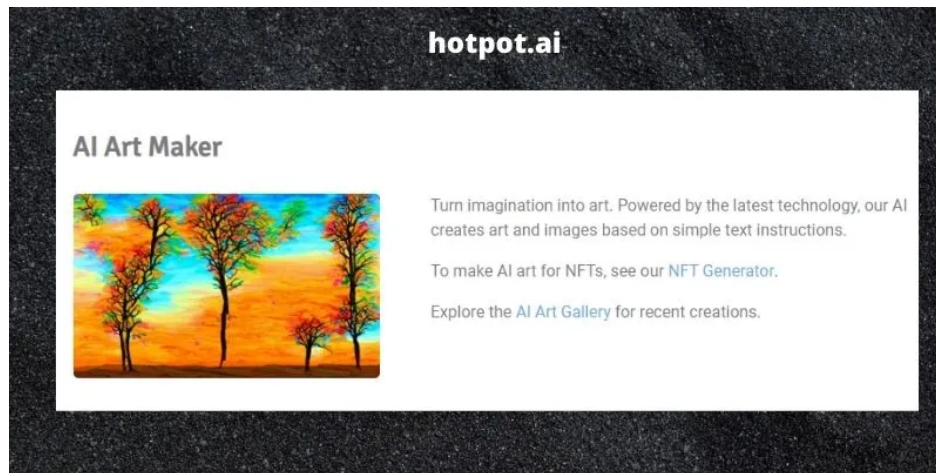 hotpot.ai
AI Art Maker
Turn imagination into art. Powered by the latest technology, our AI
creates art and images based on simple text instructions.
To make AI art for NFTs, see our NFT Generator.
Explore the AI Art Gallery for recent creations.